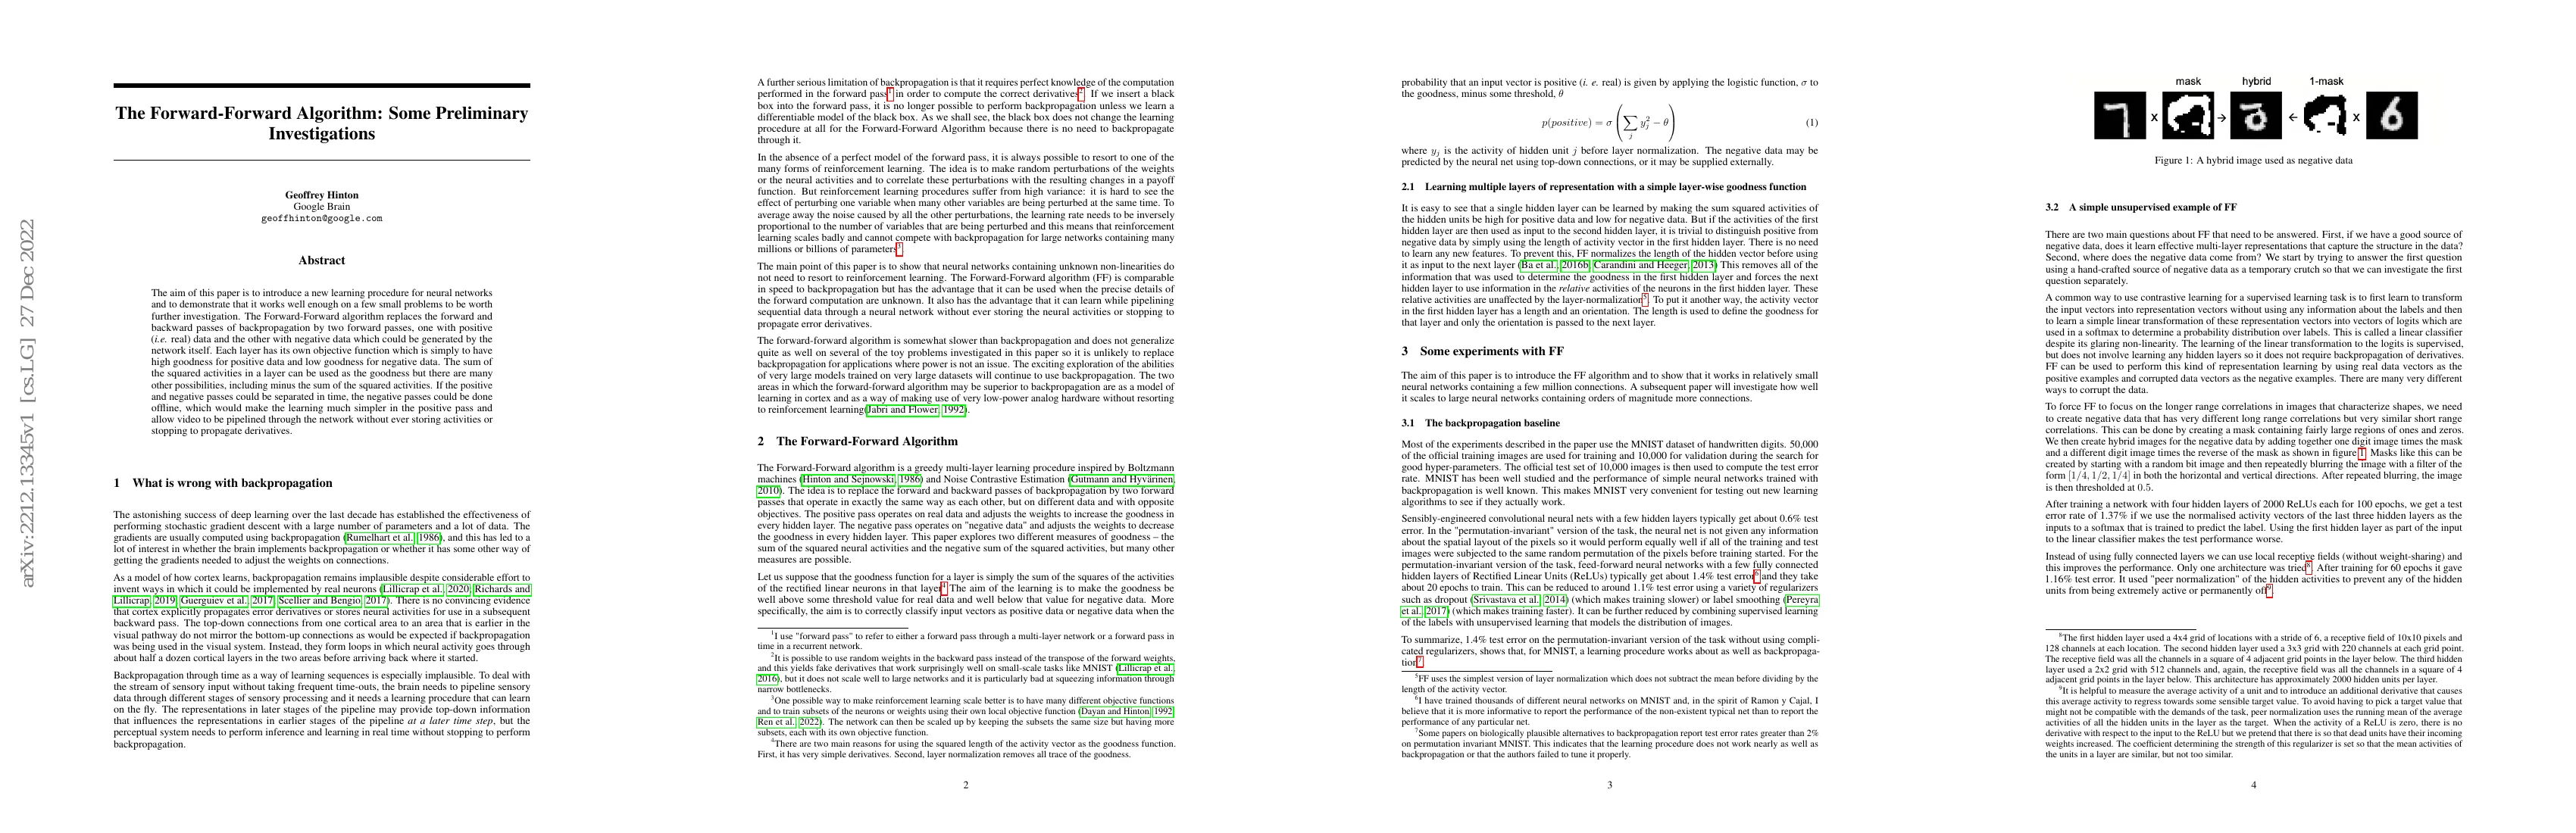 arXiv:2212.13345v1 [cs.LG] 27 Dec 2022
The Forward-Forward Algorithm: Some Preliminary
Investigations
Geoffrey Hinton
Google Brain
geoffhinton@google.com
Abstract
The aim of this paper is to introduce a new learning procedure for neural networks
and to demonstrate that it works well enough on a few small problems to be worth
further investigation. The Forward-Forward algorithm replaces the forward and
backward passes of backpropagation by two forward passes, one with positive
(i.e. real) data and the other with negative data which could be generated by the
network itself. Each layer has its own objective function which is simply to have
high goodness for positive data and low goodness for negative data. The sum of
the squared activities in a layer can be used as the goodness but there are many
other possibilities, including minus the sum of the squared activities. If the positive
and negative passes could be separated in time, the negative passes could be done
offline, which would make the learning much simpler in the positive pass and
allow video to be pipelined through the network without ever storing activities or
stopping to propagate derivatives.
1 What is wrong with backpropagation
The astonishing success of deep learning over the last decade has established the effectiveness of
performing stochastic gradient descent with a large number of parameters and a lot of data. The
gradients are usually computed using backpropagation (Rumelhart et al., 1986), and this has led to a
lot of interest in whether the brain implements backpropagation or whether it has some other way of
getting the gradients needed to adjust the weights on connections.
As a model of how cortex learns, backpropagation remains implausible despite considerable effort to
invent ways in which it could be implemented by real neurons (Lillicrap et al., 2020; Richards and
Lillicrap, 2019; Guerguiev et al., 2017; Scellier and Bengio, 2017). There is no convincing evidence
that cortex explicitly propagates error derivatives or stores neural activities for use in a subsequent
backward pass. The top-down connections from one cortical area to an area that is earlier in the
visual pathway do not mirror the bottom-up connections as would be expected if backpropagation
was being used in the visual system. Instead, they form loops in which neural activity goes through
about half a dozen cortical layers in the two areas before arriving back where it started.
Backpropagation through time as a way of learning sequences is especially implausible. To deal with
the stream of sensory input without taking frequent time-outs, the brain needs to pipeline sensory
data through different stages of sensory processing and it needs a learning procedure that can learn
on the fly. The representations in later stages of the pipeline may provide top-down information
that influences the representations in earlier stages of the pipeline at a later time step, but the
perceptual system needs to perform inference and learning in real time without stopping to perform
backpropagation.
A further serious limitation of backpropagation is that it requires perfect knowledge of the computation
performed in the forward pass1 in order to compute the correct derivatives2. If we insert a black
box into the forward pass, it is no longer possible to perform backpropagation unless we learn a
differentiable model of the black box. As we shall see, the black box does not change the learning
procedure at all for the Forward-Forward Algorithm because there is no need to backpropagate
through it.
In the absence of a perfect model of the forward pass, it is always possible to resort to one of the
many forms of reinforcement learning. The idea is to make random perturbations of the weights
or the neural activities and to correlate these perturbations with the resulting changes in a payoff
function. But reinforcement learning procedures suffer from high variance: it is hard to see the
effect of perturbing one variable when many other variables are being perturbed at the same time. To
average away the noise caused by all the other perturbations, the learning rate needs to be inversely
proportional to the number of variables that are being perturbed and this means that reinforcement
learning scales badly and cannot compete with backpropagation for large networks containing many
millions or billions of parameters3.
The main point of this paper is to show that neural networks containing unknown non-linearities do
not need to resort to reinforcement learning. The Forward-Forward algorithm (FF) is comparable
in speed to backpropagation but has the advantage that it can be used when the precise details of
the forward computation are unknown. It also has the advantage that it can learn while pipelining
sequential data through a neural network without ever storing the neural activities or stopping to
propagate error derivatives.
The forward-forward algorithm is somewhat slower than backpropagation and does not generalize
quite as well on several of the toy problems investigated in this paper so it is unlikely to replace
backpropagation for applications where power is not an issue. The exciting exploration of the abilities
of very large models trained on very large datasets will continue to use backpropagation. The two
areas in which the forward-forward algorithm may be superior to backpropagation are as a model of
learning in cortex and as a way of making use of very low-power analog hardware without resorting
to reinforcement learning(Jabri and Flower, 1992).
2 The Forward-Forward Algorithm
The Forward-Forward algorithm is a greedy multi-layer learning procedure inspired by Boltzmann
machines (Hinton and Sejnowski, 1986) and Noise Contrastive Estimation (Gutmann and Hyvärinen,
2010). The idea is to replace the forward and backward passes of backpropagation by two forward
passes that operate in exactly the same way as each other, but on different data and with opposite
objectives. The positive pass operates on real data and adjusts the weights to increase the goodness in
every hidden layer. The negative pass operates on "negative data" and adjusts the weights to decrease
the goodness in every hidden layer. This paper explores two different measures of goodness – the
sum of the squared neural activities and the negative sum of the squared activities, but many other
measures are possible.
Let us suppose that the goodness function for a layer is simply the sum of the squares of the activities
of the rectified linear neurons in that layer4 The aim of the learning is to make the goodness be
well above some threshold value for real data and well below that value for negative data. More
specifically, the aim is to correctly classify input vectors as positive data or negative data when the
1I use "forward pass" to refer to either a forward pass through a multi-layer network or a forward pass in
time in a recurrent network.
2It is possible to use random weights in the backward pass instead of the transpose of the forward weights,
and this yields fake derivatives that work surprisingly well on small-scale tasks like MNIST (Lillicrap et al.,
2016), but it does not scale well to large networks and it is particularly bad at squeezing information through
narrow bottlenecks.
3One possible way to make reinforcement learning scale better is to have many different objective functions
and to train subsets of the neurons or weights using their own local objective function (Dayan and Hinton, 1992;
Ren et al., 2022). The network can then be scaled up by keeping the subsets the same size but having more
subsets, each with its own objective function.
4There are two main reasons for using the squared length of the activity vector as the goodness function.
First, it has very simple derivatives. Second, layer normalization removes all trace of the goodness.
2
probability that an input vector is positive (i. e. real) is given by applying the logistic function, σ to
the goodness, minus some threshold, θ
p(positive) = σ ( ∑j yj² − θ ) (1)
where yj is the activity of hidden unit j before layer normalization. The negative data may be
predicted by the neural net using top-down connections, or it may be supplied externally.
2.1 Learning multiple layers of representation with a simple layer-wise goodness function
It is easy to see that a single hidden layer can be learned by making the sum squared activities of
the hidden units be high for positive data and low for negative data. But if the activities of the first
hidden layer are then used as input to the second hidden layer, it is trivial to distinguish positive from
negative data by simply using the length of activity vector in the first hidden layer. There is no need
to learn any new features. To prevent this, FF normalizes the length of the hidden vector before using
it as input to the next layer (Ba et al., 2016b; Carandini and Heeger, 2013) This removes all of the
information that was used to determine the goodness in the first hidden layer and forces the next
hidden layer to use information in the relative activities of the neurons in the first hidden layer. These
relative activities are unaffected by the layer-normalization5. To put it another way, the activity vector
in the first hidden layer has a length and an orientation. The length is used to define the goodness for
that layer and only the orientation is passed to the next layer.
3 Some experiments with FF
The aim of this paper is to introduce the FF algorithm and to show that it works in relatively small
neural networks containing a few million connections. A subsequent paper will investigate how well
it scales to large neural networks containing orders of magnitude more connections.
3.1 The backpropagation baseline
Most of the experiments described in the paper use the MNIST dataset of handwritten digits. 50,000
of the official training images are used for training and 10,000 for validation during the search for
good hyper-parameters. The official test set of 10,000 images is then used to compute the test error
rate. MNIST has been well studied and the performance of simple neural networks trained with
backpropagation is well known. This makes MNIST very convenient for testing out new learning
algorithms to see if they actually work.
Sensibly-engineered convolutional neural nets with a few hidden layers typically get about 0.6% test
error. In the "permutation-invariant" version of the task, the neural net is not given any information
about the spatial layout of the pixels so it would perform equally well if all of the training and test
images were subjected to the same random permutation of the pixels before training started. For the
permutation-invariant version of the task, feed-forward neural networks with a few fully connected
hidden layers of Rectified Linear Units (ReLUs) typically get about 1.4% test error6 and they take
about 20 epochs to train. This can be reduced to around 1.1% test error using a variety of regularizers
such as dropout (Srivastava et al., 2014) (which makes training slower) or label smoothing (Pereyra
et al., 2017) (which makes training faster). It can be further reduced by combining supervised learning
of the labels with unsupervised learning that models the distribution of images.
To summarize, 1.4% test error on the permutation-invariant version of the task without using compli-
cated regularizers, shows that, for MNIST, a learning procedure works about as well as backpropaga-
tion7.
5FF uses the simplest version of layer normalization which does not subtract the mean before dividing by the
length of the activity vector.
6I have trained thousands of different neural networks on MNIST and, in the spirit of Ramon y Cajal, I
believe that it is more informative to report the performance of the non-existent typical net than to report the
performance of any particular net.
7Some papers on biologically plausible alternatives to backpropagation report test error rates greater than 2%
on permutation invariant MNIST. This indicates that the learning procedure does not work nearly as well as
backpropagation or that the authors failed to tune it properly.
3
mask hybrid 1-mask
7 x → ← x 6
Figure 1: A hybrid image used as negative data
3.2 A simple unsupervised example of FF
There are two main questions about FF that need to be answered. First, if we have a good source of
negative data, does it learn effective multi-layer representations that capture the structure in the data?
Second, where does the negative data come from? We start by trying to answer the first question
using a hand-crafted source of negative data as a temporary crutch so that we can investigate the first
question separately.
A common way to use contrastive learning for a supervised learning task is to first learn to transform
the input vectors into representation vectors without using any information about the labels and then
to learn a simple linear transformation of these representation vectors into vectors of logits which are
used in a softmax to determine a probability distribution over labels. This is called a linear classifier
despite its glaring non-linearity. The learning of the linear transformation to the logits is supervised,
but does not involve learning any hidden layers so it does not require backpropagation of derivatives.
FF can be used to perform this kind of representation learning by using real data vectors as the
positive examples and corrupted data vectors as the negative examples. There are many very different
ways to corrupt the data.
To force FF to focus on the longer range correlations in images that characterize shapes, we need
to create negative data that has very different long range correlations but very similar short range
correlations. This can be done by creating a mask containing fairly large regions of ones and zeros.
We then create hybrid images for the negative data by adding together one digit image times the mask
and a different digit image times the reverse of the mask as shown in figure 1. Masks like this can be
created by starting with a random bit image and then repeatedly blurring the image with a filter of the
form [1/4, 1/2, 1/4] in both the horizontal and vertical directions. After repeated blurring, the image
is then thresholded at 0.5.
After training a network with four hidden layers of 2000 ReLUs each for 100 epochs, we get a test
error rate of 1.37% if we use the normalised activity vectors of the last three hidden layers as the
inputs to a softmax that is trained to predict the label. Using the first hidden layer as part of the input
to the linear classifier makes the test performance worse.
Instead of using fully connected layers we can use local receptive fields (without weight-sharing) and
this improves the performance. Only one architecture was tried8. After training for 60 epochs it gave
1.16% test error. It used "peer normalization" of the hidden activities to prevent any of the hidden
units from being extremely active or permanently off9.
8The first hidden layer used a 4x4 grid of locations with a stride of 6, a receptive field of 10x10 pixels and
128 channels at each location. The second hidden layer used a 3x3 grid with 220 channels at each grid point.
The receptive field was all the channels in a square of 4 adjacent grid points in the layer below. The third hidden
layer used a 2x2 grid with 512 channels and, again, the receptive field was all the channels in a square of 4
adjacent grid points in the layer below. This architecture has approximately 2000 hidden units per layer.
9It is helpful to measure the average activity of a unit and to introduce an additional derivative that causes
this average activity to regress towards some sensible target value. To avoid having to pick a target value that
might not be compatible with the demands of the task, peer normalization uses the running mean of the average
activities of all the hidden units in the layer as the target. When the activity of a ReLU is zero, there is no
derivative with respect to the input to the ReLU but we pretend that there is so that dead units have their incoming
weights increased. The coefficient determining the strength of this regularizer is set so that the mean activities of
the units in a layer are similar, but not too similar.
4